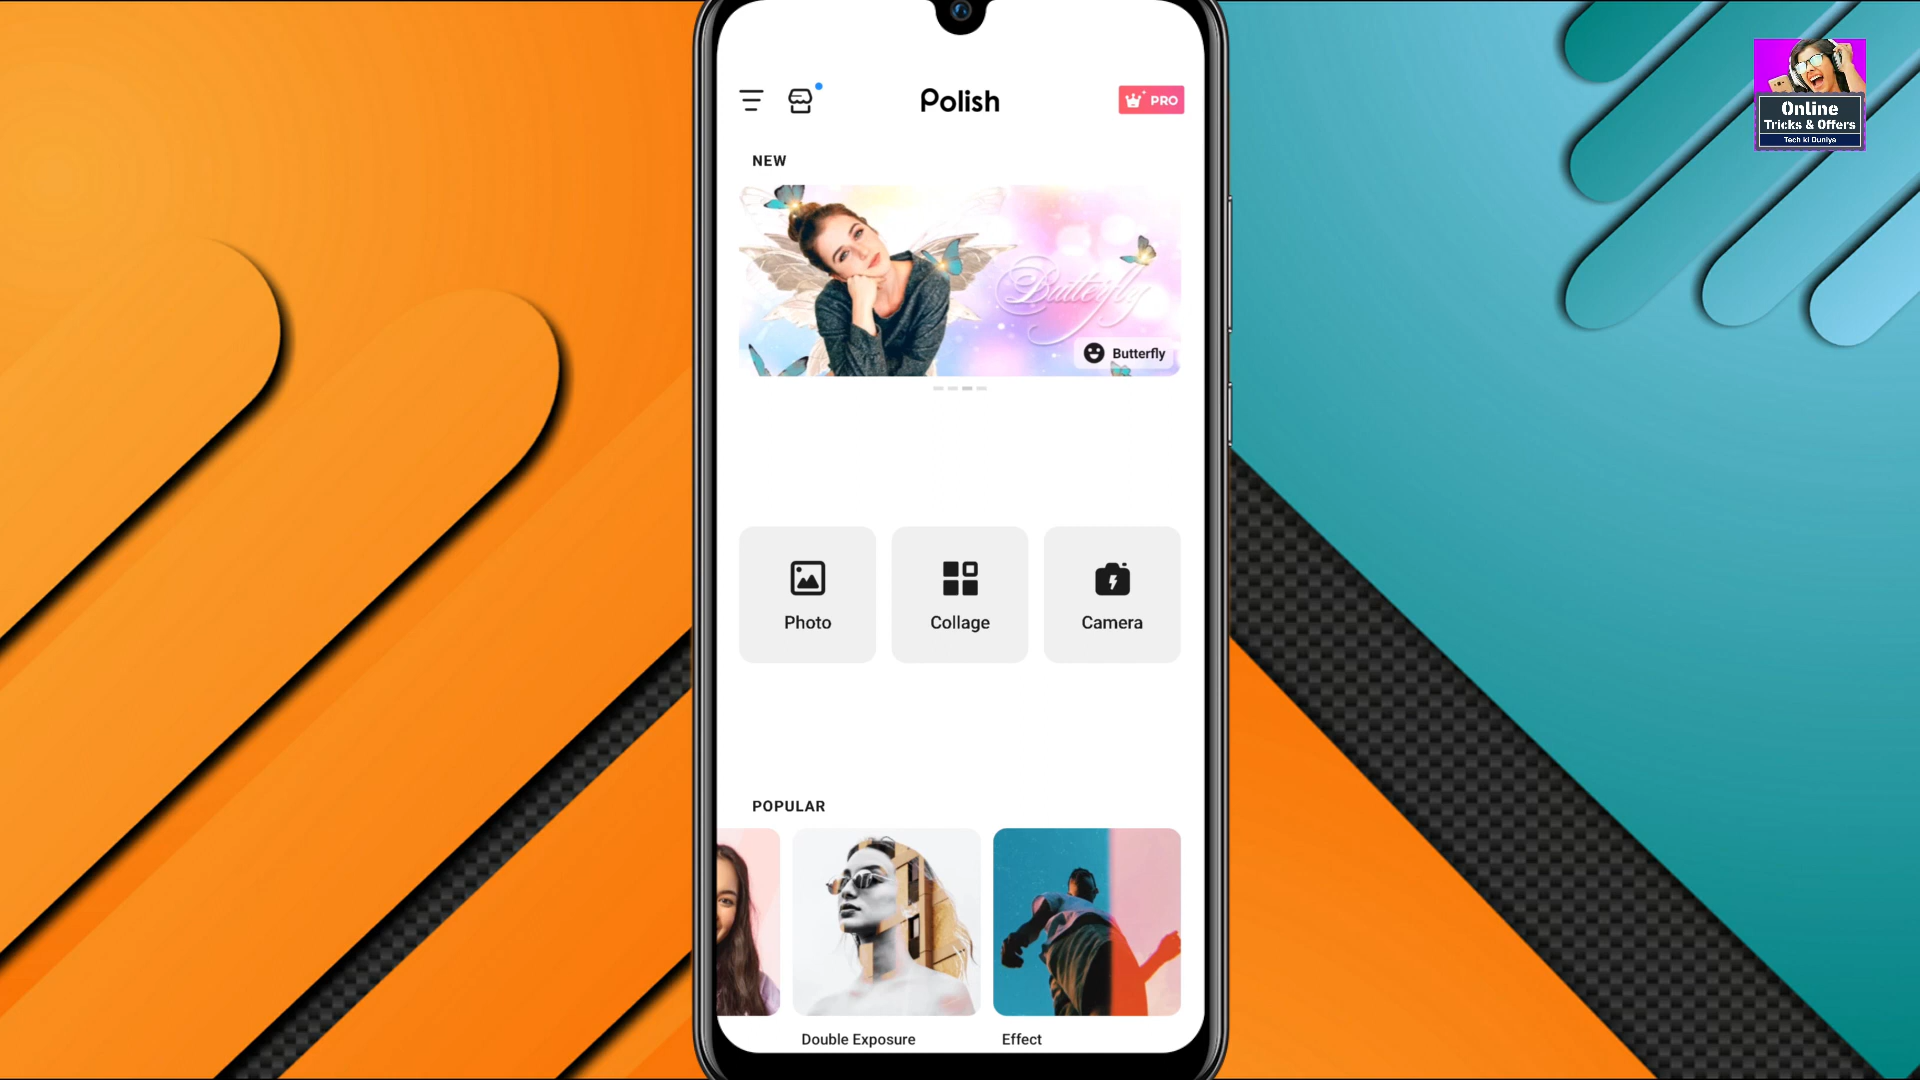 Polish
PRO
NEW
Butterfly
Butterfly
Photo
Collage
Camera
POPULAR
Double Exposure
Effect
Online
Tricks & Offers
Tech ki Duniya